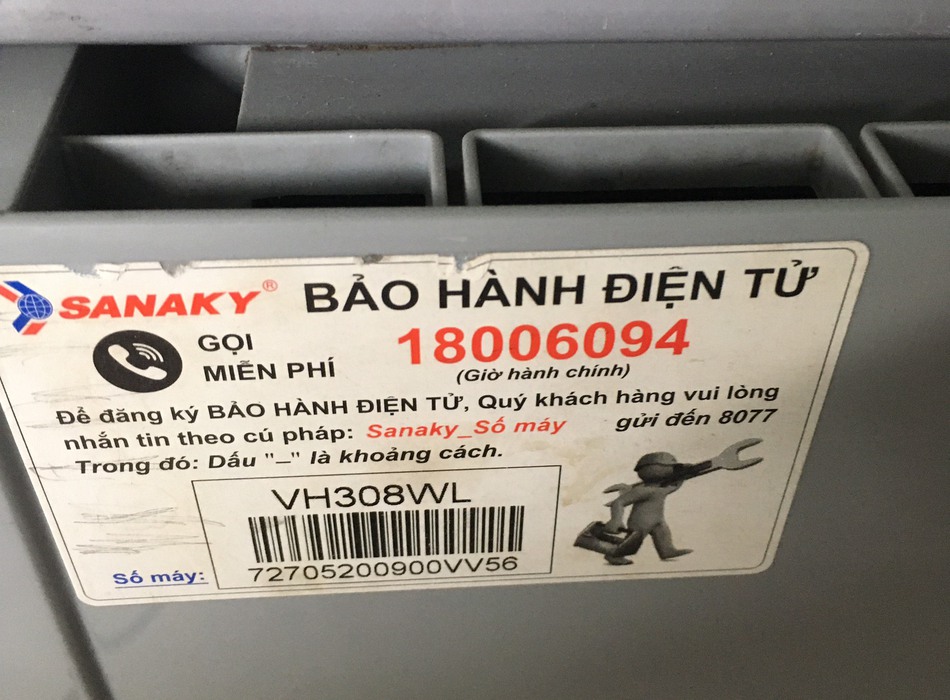 SANAKY® BẢO HÀNH ĐIỆN TỬ
GỌI
MIỄN PHÍ
18006094
(Giờ hành chính)
Để đăng ký BẢO HÀNH ĐIỆN TỬ, Quý khách hàng vui lòng
nhắn tin theo cú pháp: Sanaky_Số máy gửi đến 8077
Trong đó: Dấu "_" là khoảng cách.
VH308WL
Số máy: 72705200900VV56